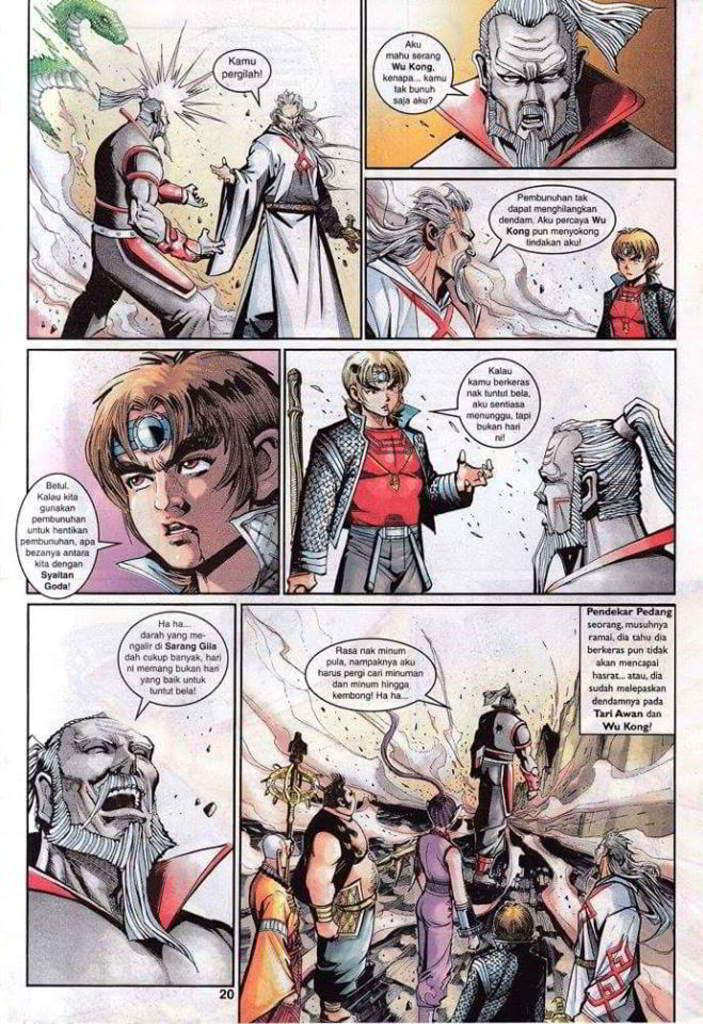 Kamu
pergilah!
Aku
mahu serang
Wu Kong,
kenapa... kamu
tak bunuh
saja aku?
Pembunuhan tak
dapat menghilangkan
dendam. Aku percaya Wu
Kong pun menyokong
tindakan aku!
Betul.
Kalau kita
gunakan
pembunuhan
untuk hentikan
pembunuhan, apa
bezanya antara
kita dengan
Syaitan
Goda!
Kalau
kamu berkeras
nak tuntut bela,
aku sentiasa
menunggu, tapi
bukan hari
ni!
Ha ha...
darah yang me-
ngalir di Sarang Gila
dah cukup banyak, hari
ni memang bukan hari
yang baik untuk
tuntut bela!
Rasa nak minum
pula, nampaknya aku
harus pergi cari minuman
dan minum hingga
kembong! Ha ha...
Pendekar Pedang
seorang, musuhnya
ramai, dia tahu dia
berkeras pun tidak
akan mencapai
hasrat... atau, dia
sudah melepaskan
dendamnya pada
Tari Awan dan
Wu Kong!
20